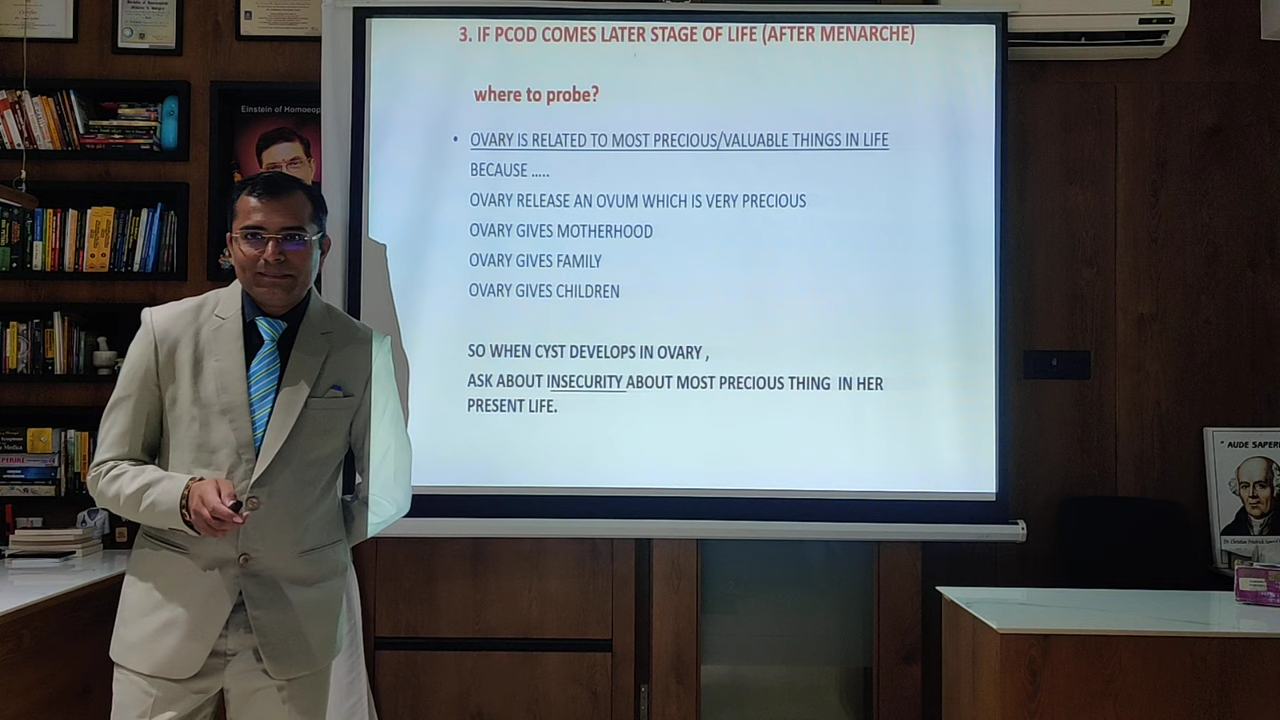 3. IF PCOD COMES LATER STAGE OF LIFE (AFTER MENARCHE)
where to probe?
• OVARY IS RELATED TO MOST PRECIOUS/VALUABLE THINGS IN LIFE
BECAUSE .....
OVARY RELEASE AN OVUM WHICH IS VERY PRECIOUS
OVARY GIVES MOTHERHOOD
OVARY GIVES FAMILY
OVARY GIVES CHILDREN
SO WHEN CYST DEVELOPS IN OVARY ,
ASK ABOUT INSECURITY ABOUT MOST PRECIOUS THING IN HER
PRESENT LIFE.
Einstein of Homoeop
" AUDE SAPER